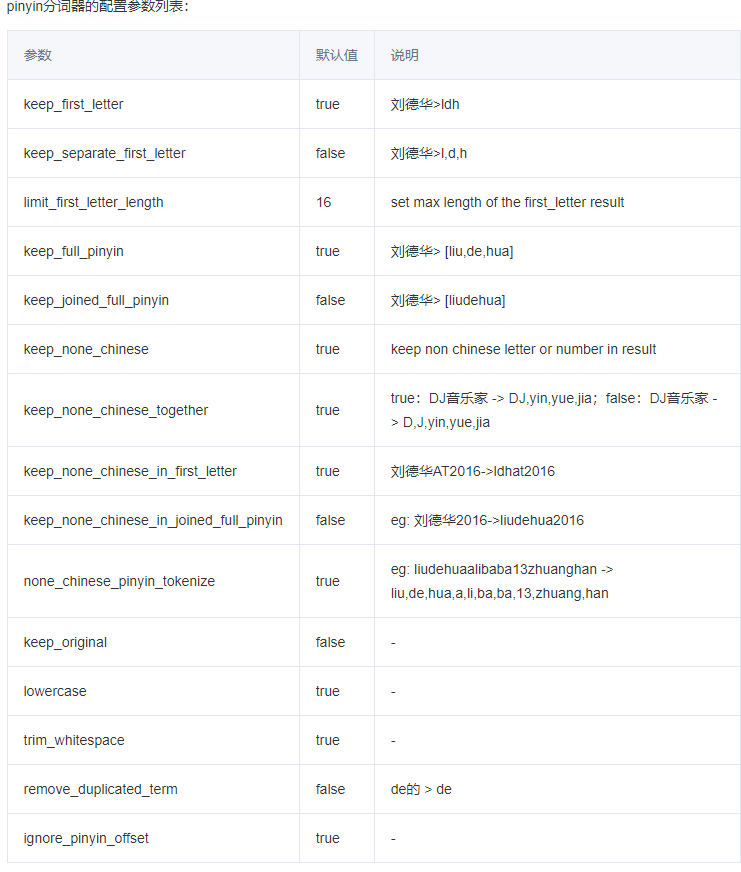 pinyin分词器的配置参数列表：
参数 默认值 说明
keep_first_letter true 刘德华>ldh
keep_separate_first_letter false 刘德华>l,d,h
limit_first_letter_length 16 set max length of the first_letter result
keep_full_pinyin true 刘德华> [liu,de,hua]
keep_joined_full_pinyin false 刘德华> [liudehua]
keep_none_chinese true keep non chinese letter or number in result
keep_none_chinese_together true true：DJ音乐家 -> DJ,yin,yue,jia；false：DJ音乐家 -
> D,J,yin,yue,jia
keep_none_chinese_in_first_letter true 刘德华AT2016->ldhat2016
keep_none_chinese_in_joined_full_pinyin false eg: 刘德华2016->liudehua2016
none_chinese_pinyin_tokenize true eg: liudehuaalibaba13zhuanghan ->
liu,de,hua,a,li,ba,ba,13,zhuang,han
keep_original false -
lowercase true -
trim_whitespace true -
remove_duplicated_term false de的 > de
ignore_pinyin_offset true -